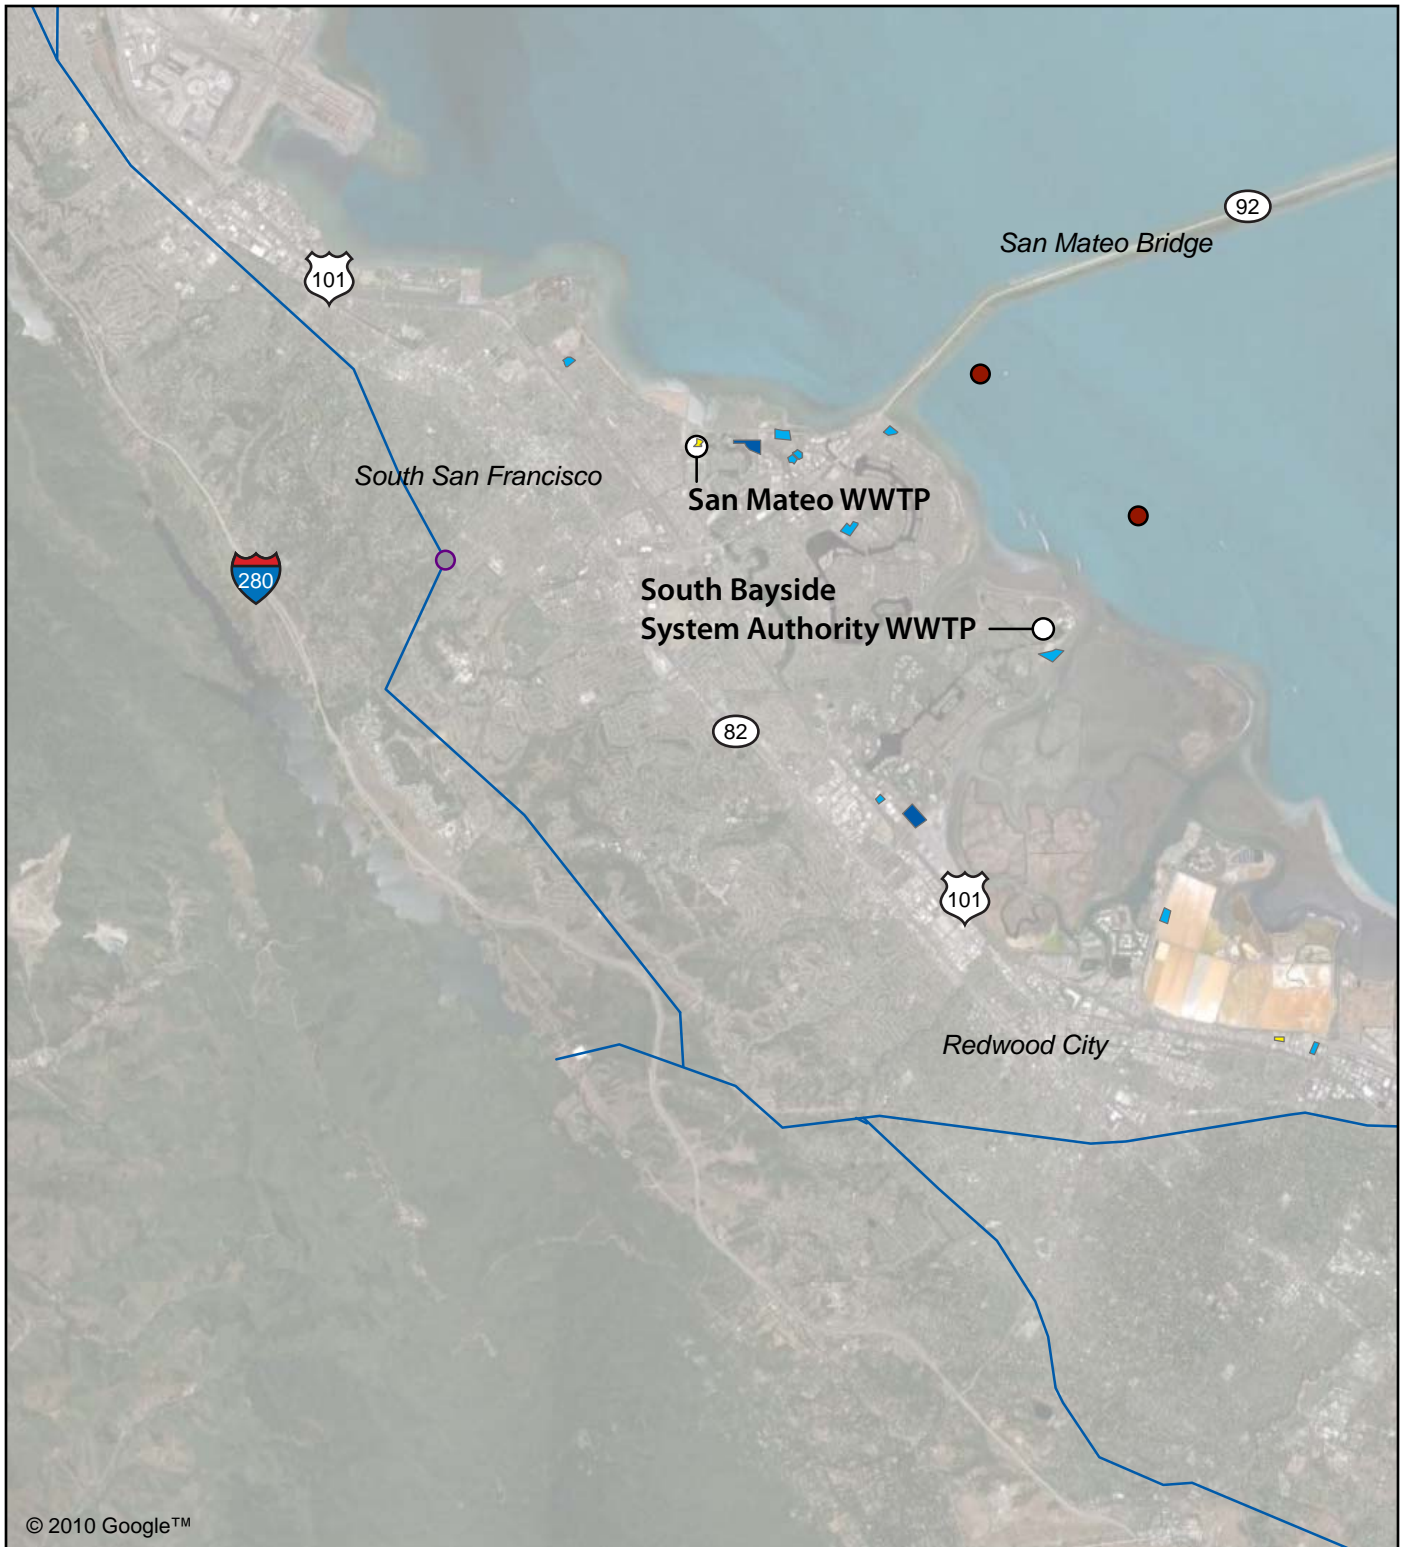 92
San Mateo Bridge
101
South San Francisco
San Mateo WWTP
280
South Bayside
System Authority WWTP
82
101
Redwood City
© 2010 Google™